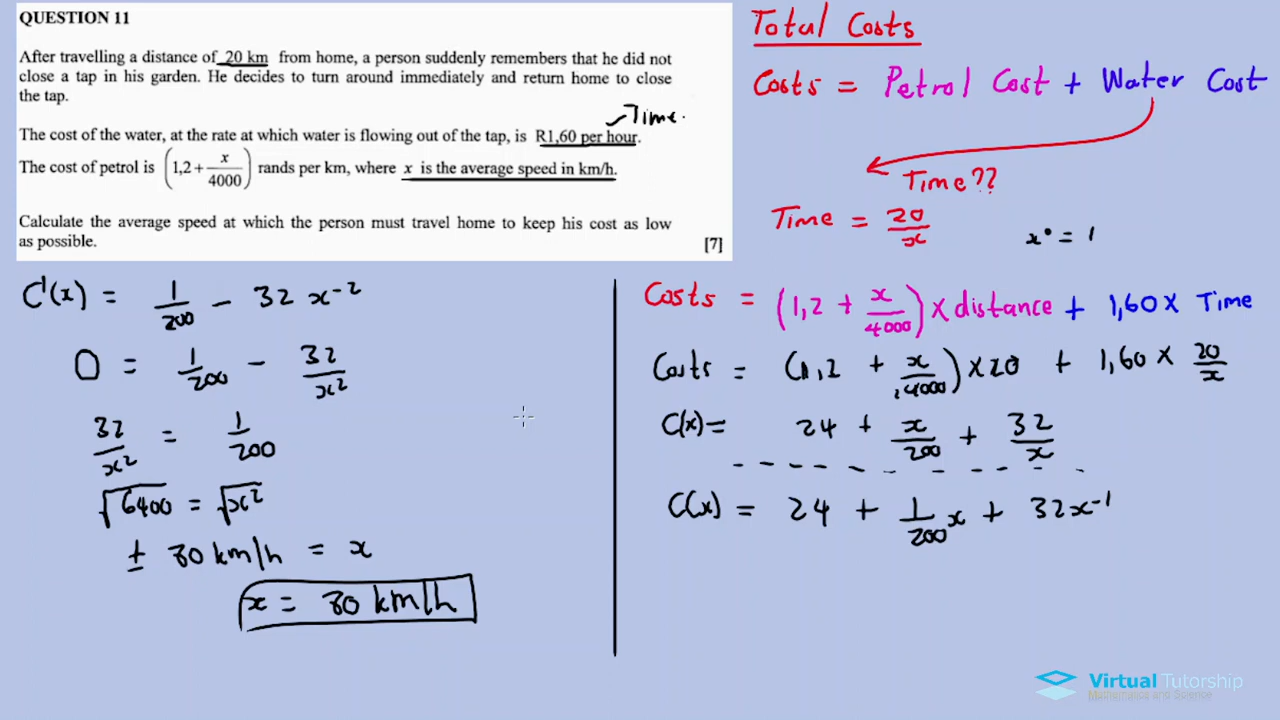 QUESTION 11
After travelling a distance of 20 km from home, a person suddenly remembers that he did not
close a tap in his garden. He decides to turn around immediately and return home to close
the tap.
Time.
The cost of the water, at the rate at which water is flowing out of the tap, is R1,60 per hour.
The cost of petrol is (1,2 + x/4000) rands per km, where x is the average speed in km/h.
Calculate the average speed at which the person must travel home to keep his cost as low
as possible.
[7]
Total Costs
Costs = Petrol Cost + Water Cost
Time??
Time = 20/x
x° = 1
C'(x) = 1/200 - 32x⁻²
0 = 1/200 - 32/x²
32/x² = 1/200
√6400 = √x²
± 80 km/h = x
x = 80 km/h
Costs = (1,2 + x/4000) × distance + 1,60 × Time
Costs = (1,2 + x/4000) × 20 + 1,60 × 20/x
C(x) = 24 + x/200 + 32/x
C(x) = 24 + 1/200 x + 32x⁻¹
Virtual Tutorship
Mathematics and Science